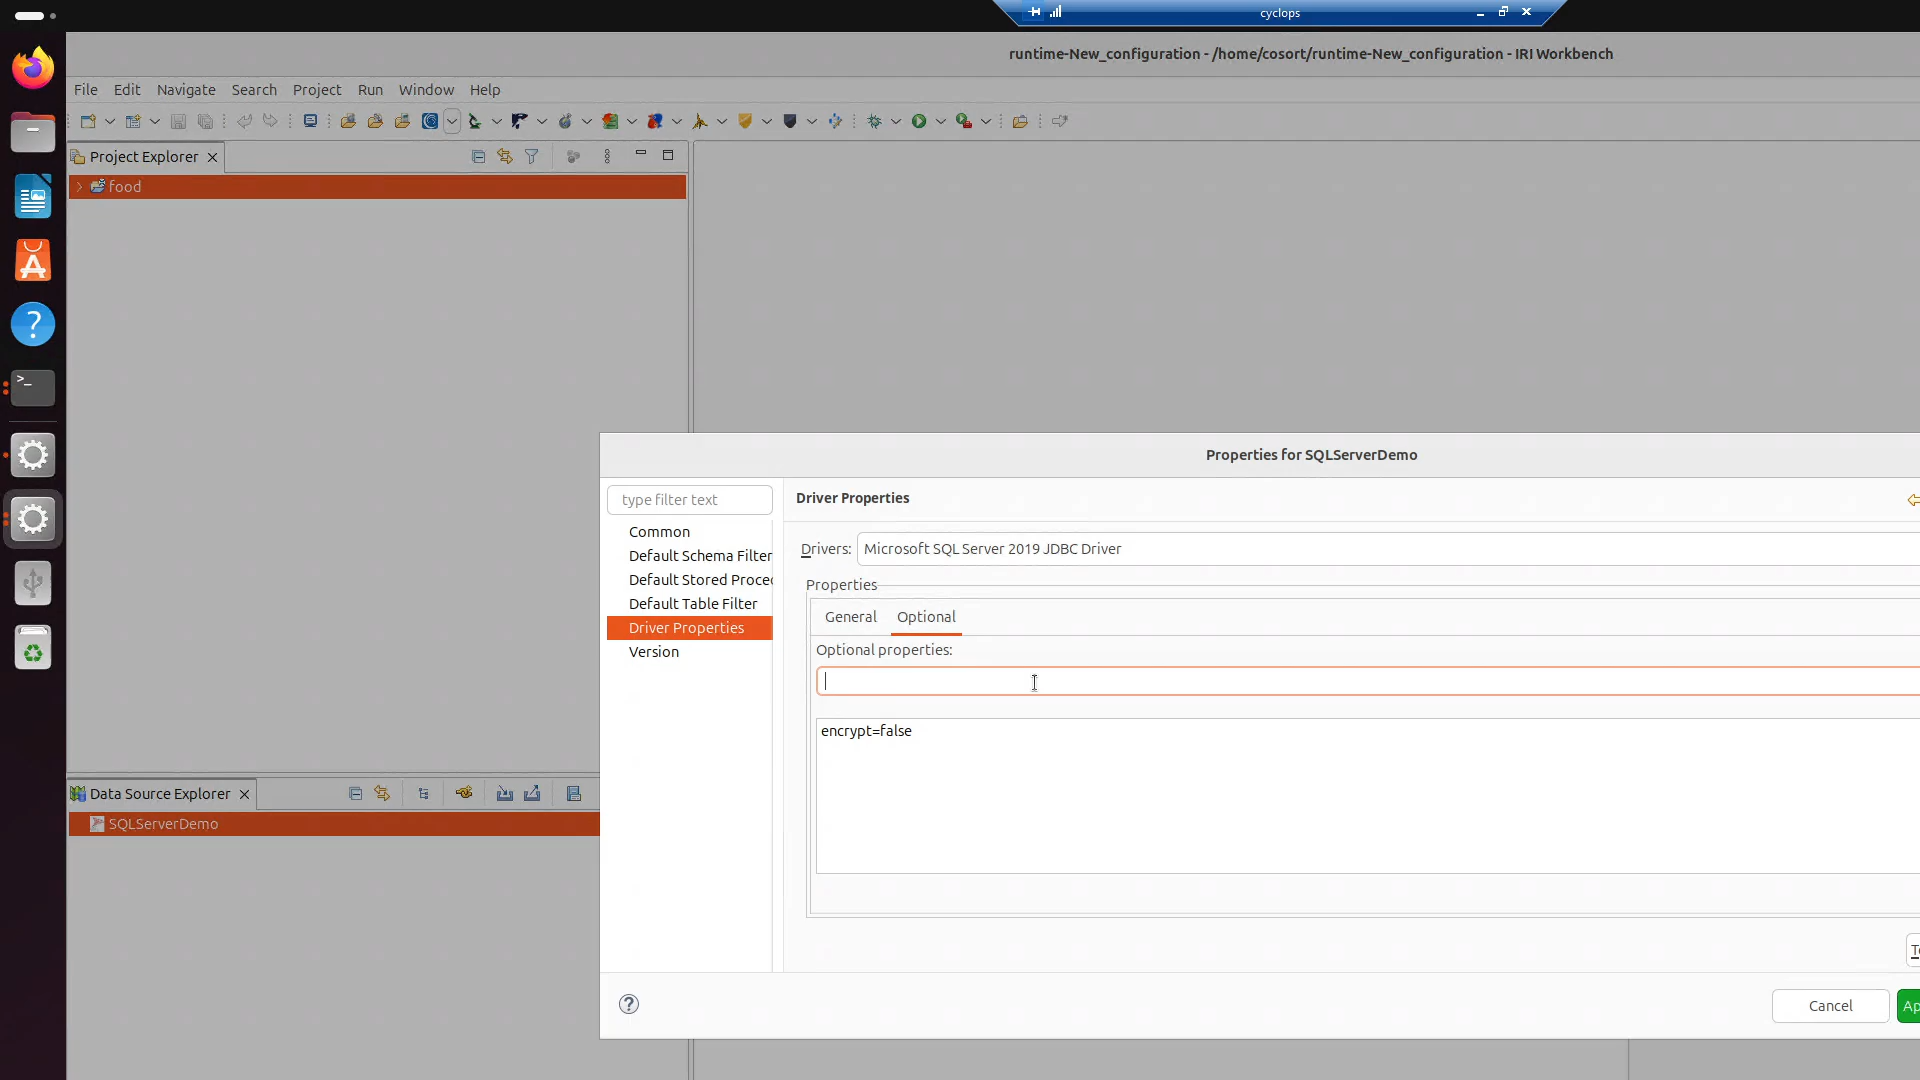 cyclops
runtime-New_configuration - /home/cosort/runtime-New_configuration - IRI Workbench
File Edit Navigate Search Project Run Window Help
Project Explorer
food
Properties for SQLServerDemo
type filter text
Driver Properties
Common
Default Schema Filter
Default Stored Proce
Default Table Filter
Driver Properties
Version
Drivers: Microsoft SQL Server 2019 JDBC Driver
Properties
General Optional
Optional properties:
encrypt=false
Data Source Explorer
SQLServerDemo
Cancel
Ap